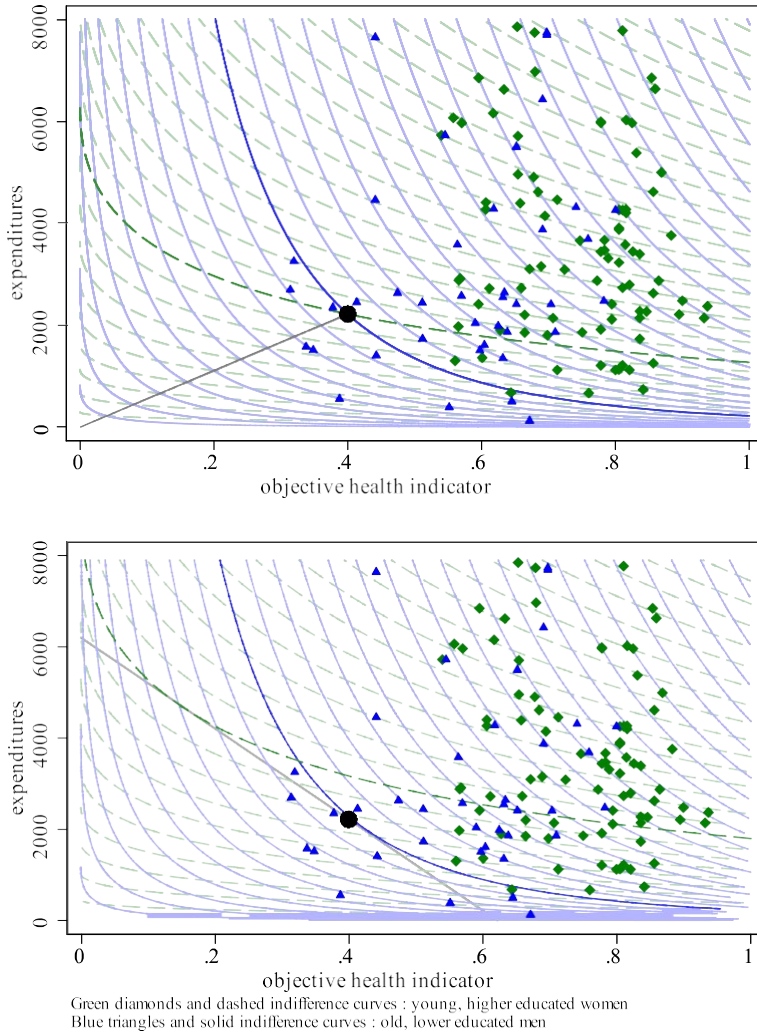 8000
6000
4000
2000
0
expenditures
0 .2 .4 .6 .8 1
objective health indicator
8000
6000
4000
2000
0
expenditures
0 .2 .4 .6 .8 1
objective health indicator
Green diamonds and dashed indifference curves : young, higher educated women
Blue triangles and solid indifference curves : old, lower educated men